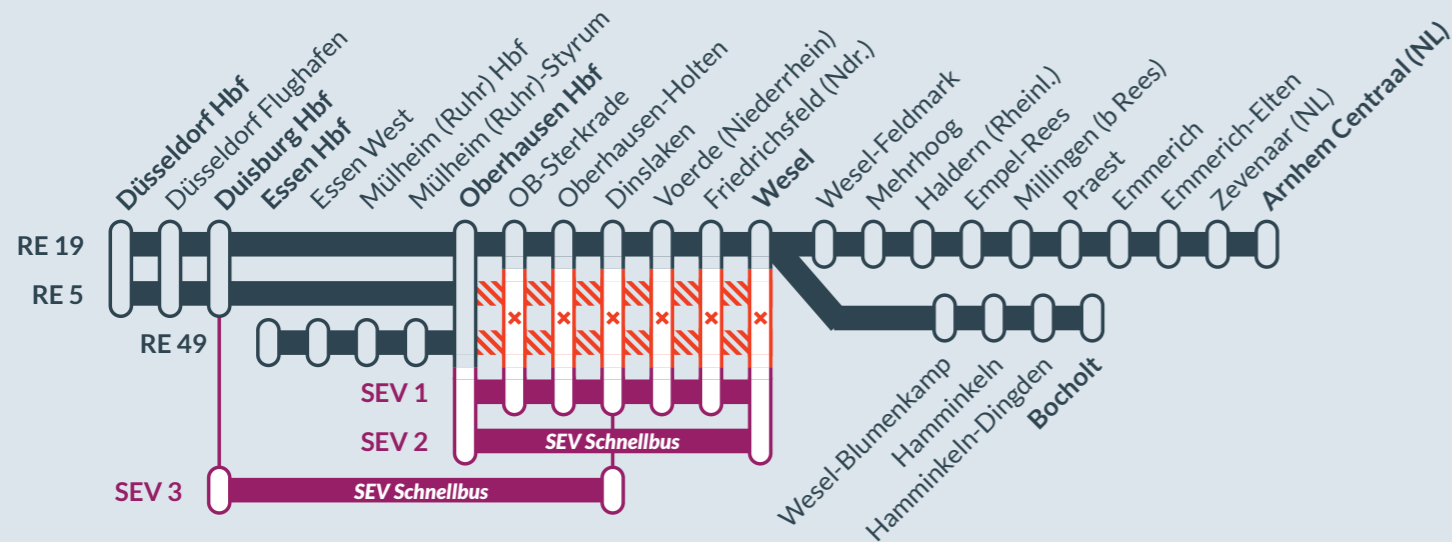 Düsseldorf Hbf
Düsseldorf Flughafen
Duisburg Hbf
Essen Hbf
Essen West
Mülheim (Ruhr) Hbf
Mülheim (Ruhr)-Styrum
Oberhausen Hbf
OB-Sterkrade
Oberhausen-Holten
Dinslaken
Voerde (Niederrhein)
Friedrichsfeld (Ndr.)
Wesel
Wesel-Feldmark
Mehrhoog
Haldern (Rheinl.)
Empel-Rees
Millingen (b Rees)
Praest
Emmerich
Emmerich-Elten
Zevenaar (NL)
Arnhem Centraal (NL)
RE 19
RE 5
RE 49
SEV 1
SEV 2
SEV Schnellbus
SEV 3
SEV Schnellbus
Wesel-Blumenkamp
Hamminkeln
Hamminkeln-Dingden
Bocholt